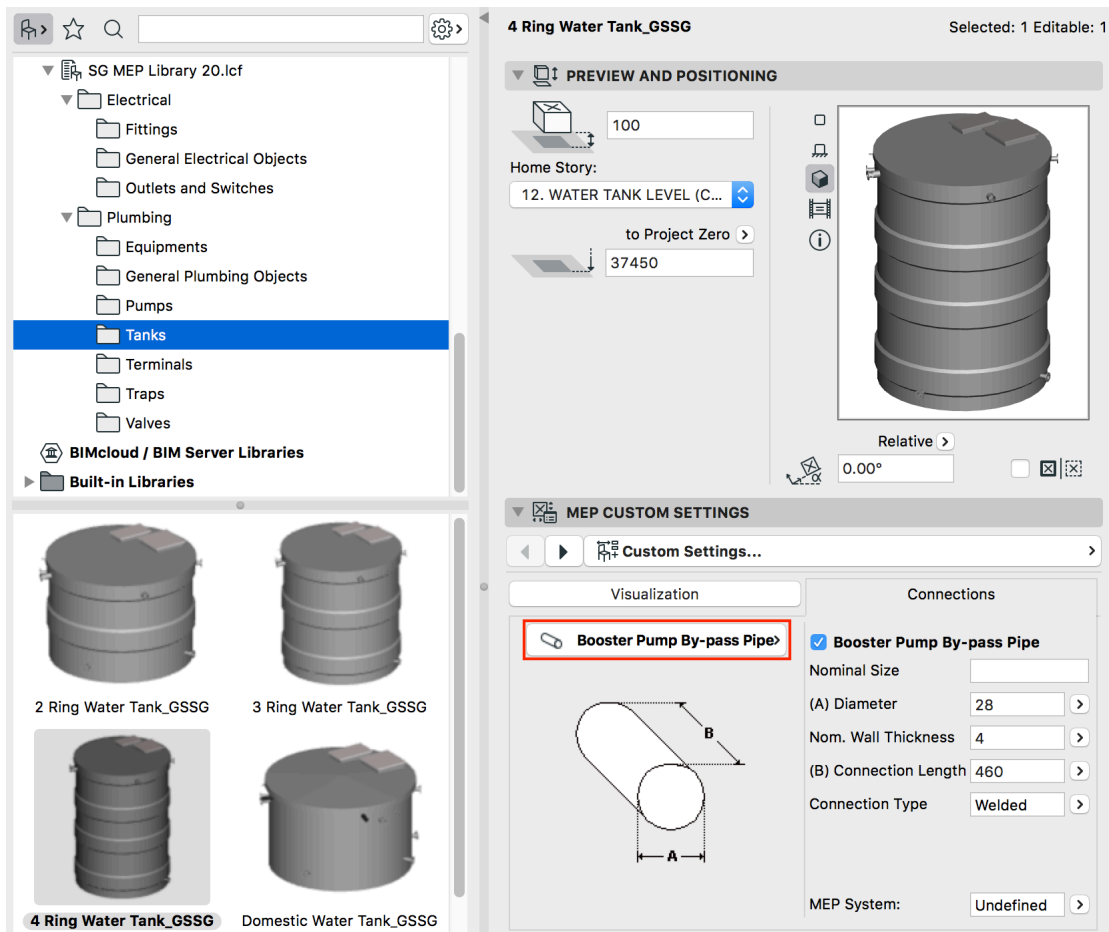 SG MEP Library 20.lcf
Electrical
Fittings
General Electrical Objects
Outlets and Switches
Plumbing
Equipments
General Plumbing Objects
Pumps
Tanks
Terminals
Traps
Valves
BIMcloud / BIM Server Libraries
Built-in Libraries
2 Ring Water Tank_GSSG
3 Ring Water Tank_GSSG
4 Ring Water Tank_GSSG
Domestic Water Tank_GSSG
4 Ring Water Tank_GSSG
Selected: 1 Editable: 1
PREVIEW AND POSITIONING
100
Home Story:
12. WATER TANK LEVEL (C...
to Project Zero
37450
Relative
α
0.00°
MEP CUSTOM SETTINGS
Custom Settings...
Visualization
Connections
Booster Pump By-pass Pipe
B
A
Booster Pump By-pass Pipe
Nominal Size
(A) Diameter
28
Nom. Wall Thickness
4
(B) Connection Length
460
Connection Type
Welded
MEP System:
Undefined